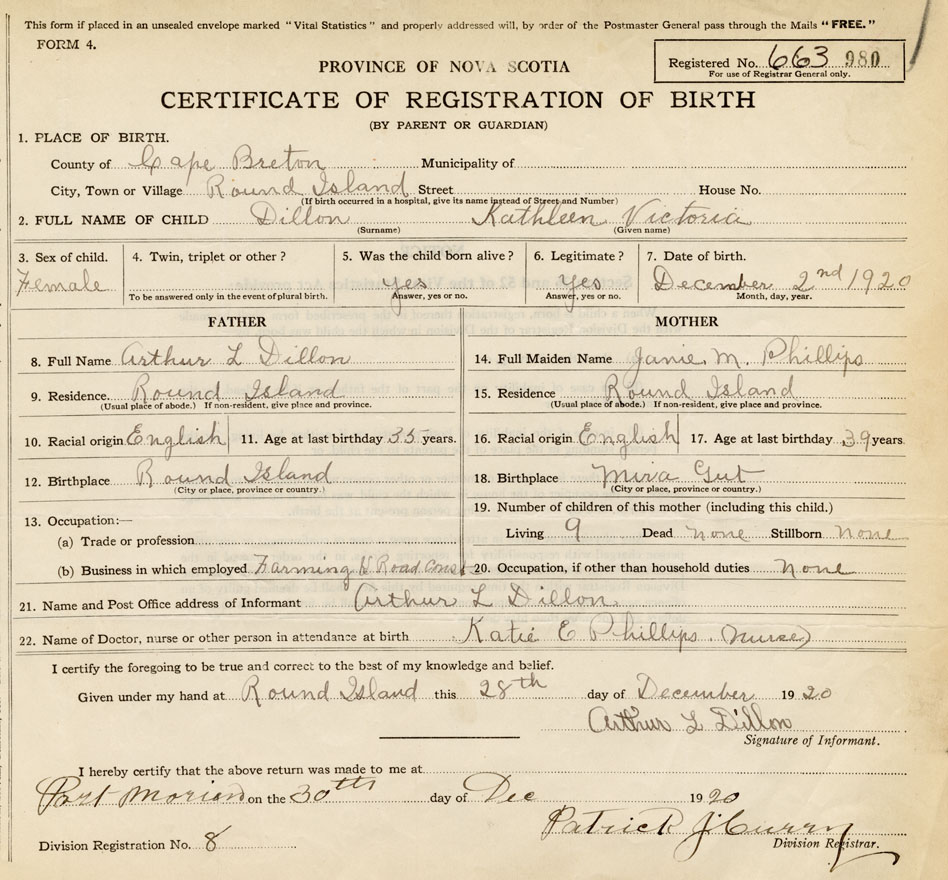 This form if placed in an unsealed envelope marked "Vital Statistics" and properly addressed will, by order of the Postmaster General pass through the Mails "FREE."
FORM 4.
Registered No. 663 980
For use of Registrar General only.
PROVINCE OF NOVA SCOTIA
CERTIFICATE OF REGISTRATION OF BIRTH
(BY PARENT OR GUARDIAN)
1. PLACE OF BIRTH.
County of Cape Breton Municipality of
City, Town or Village Round Island Street House No.
(If birth occurred in a hospital, give its name instead of Street and Number)
2. FULL NAME OF CHILD Dillon Kathleen Victoria
(Surname) (Given name)
3. Sex of child. 4. Twin, triplet or other? 5. Was the child born alive? 6. Legitimate? 7. Date of birth.
Female yes yes December 2nd 1920
To be answered only in the event of plural birth. Answer, yes or no. Answer, yes or no. Month, day, year.
FATHER MOTHER
8. Full Name Arthur L Dillon 14. Full Maiden Name Janie M. Phillips
9. Residence. Round Island 15. Residence Round Island
(Usual place of abode.) If non-resident, give place and province. (Usual place of abode.) If non-resident, give place and province.
10. Racial origin English 11. Age at last birthday 35 years. 16. Racial origin English 17. Age at last birthday 39 years.
12. Birthplace Round Island 18. Birthplace Mira Gut
(City or place, province or country.) (City or place, province or country.)
13. Occupation:— 19. Number of children of this mother (including this child.)
(a) Trade or profession Living 9 Dead none Stillborn none
(b) Business in which employed Farming & Road Const 20. Occupation, if other than household duties none
21. Name and Post Office address of Informant Arthur L Dillon
22. Name of Doctor, nurse or other person in attendance at birth Katie E Phillips. (Nurse)
I certify the foregoing to be true and correct to the best of my knowledge and belief.
Given under my hand at Round Island this 28th day of December 1920
Arthur L Dillon
Signature of Informant.
I hereby certify that the above return was made to me at
Port Morien on the 30th day of Dec 1920
Patrick J Curry
Division Registration No. 8 Division Registrar.